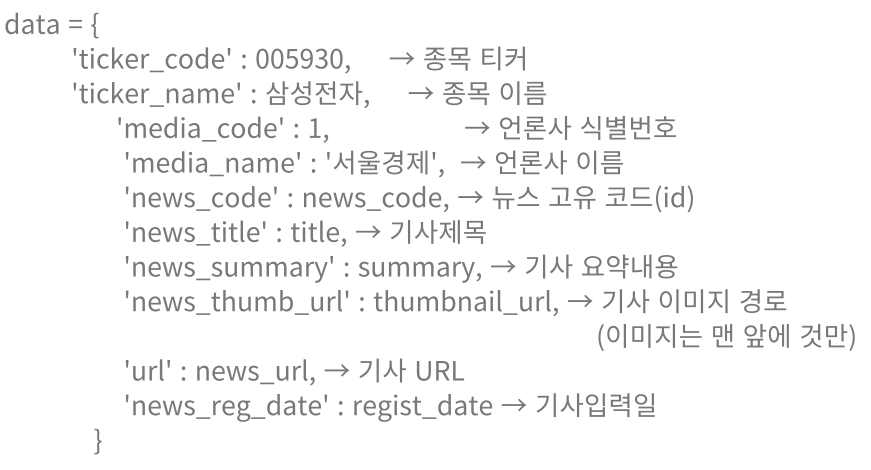 data = {
'ticker_code' : 005930, → 종목 티커
'ticker_name' : 삼성전자, → 종목 이름
'media_code' : 1, → 언론사 식별번호
'media_name' : '서울경제', → 언론사 이름
'news_code' : news_code, → 뉴스 고유 코드(id)
'news_title' : title, → 기사제목
'news_summary' : summary, → 기사 요약내용
'news_thumb_url' : thumbnail_url, → 기사 이미지 경로
(이미지는 맨 앞에 것만)
'url' : news_url, → 기사 URL
'news_reg_date' : regist_date → 기사입력일
}